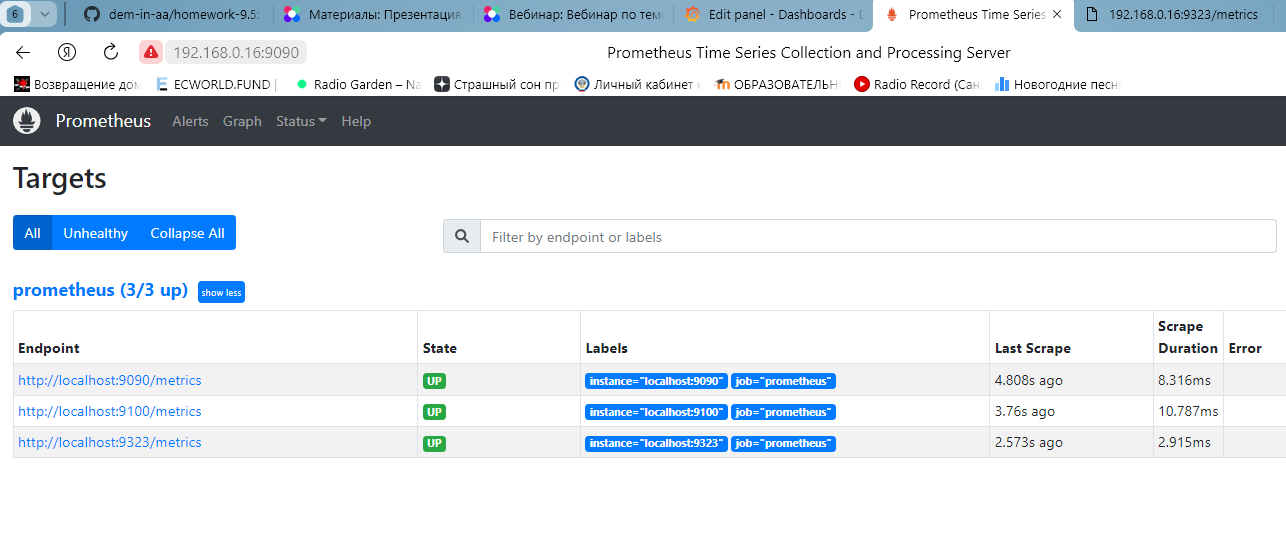 6 dem-in-aa/homework-9.5: Материалы: Презентация Вебинар: Вебинар по теме Edit panel - Dashboards - D Prometheus Time Series 192.168.0.16:9323/metrics
192.168.0.16:9090 Prometheus Time Series Collection and Processing Server
Возвращение дом ECWORLD.FUND | Radio Garden – Na Страшный сон пр Личный кабинет н ОБРАЗОВАТЕЛЬН Radio Record (Сан Новогодние песн
Prometheus Alerts Graph Status Help
Targets
All Unhealthy Collapse All Filter by endpoint or labels
prometheus (3/3 up) show less
Endpoint State Labels Last Scrape Scrape Duration Error
http://localhost:9090/metrics UP instance="localhost:9090" job="prometheus" 4.808s ago 8.316ms
http://localhost:9100/metrics UP instance="localhost:9100" job="prometheus" 3.76s ago 10.787ms
http://localhost:9323/metrics UP instance="localhost:9323" job="prometheus" 2.573s ago 2.915ms